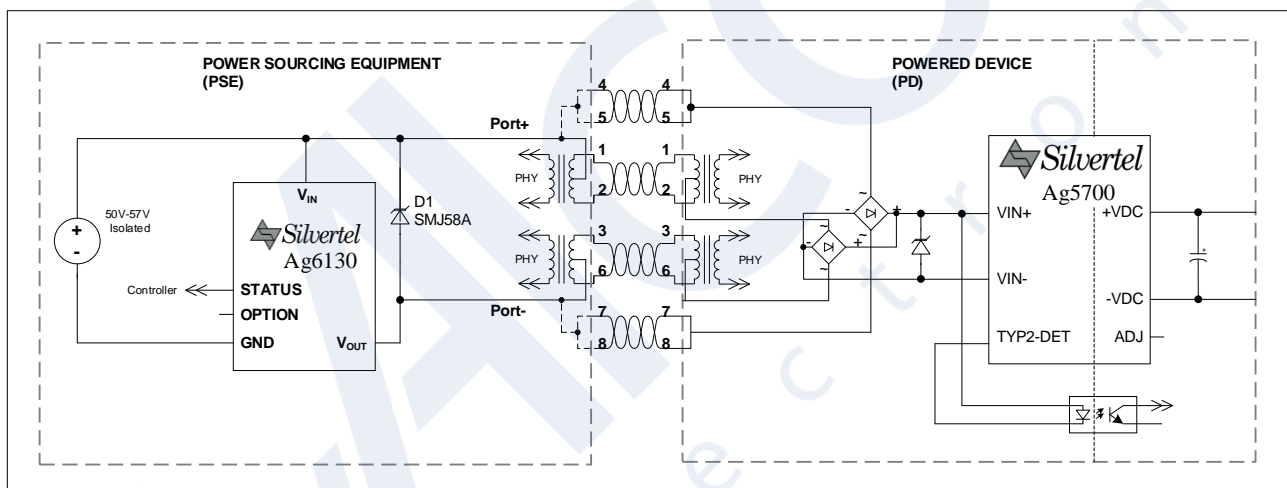 POWER SOURCING EQUIPMENT
(PSE)
POWERED DEVICE
(PD)
4 4
5 5
Port+
1 1
2 2
PHY PHY
VIN
D1
SMJ58A
50V-57V
Isolated
+
-
Silvertel
Ag6130
Controller
STATUS
OPTION
GND
VOUT
3 3
6 6
PHY PHY
Port-
7 7
8 8
~
- +
~
~
- +
~
Silvertel
Ag5700
VIN+
VIN-
TYP2-DET
+VDC
+
-VDC
ADJ